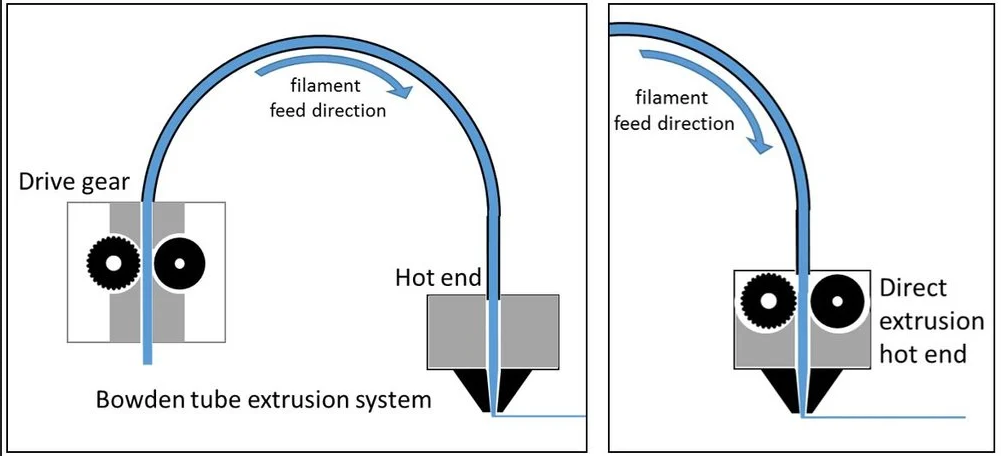 filament
feed direction
Drive gear
Hot end
Bowden tube extrusion system
filament
feed direction
Direct
extrusion
hot end